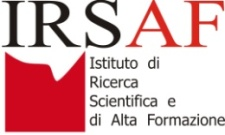 IRSAF
Istituto di
Ricerca
Scientifica e
di Alta Formazione